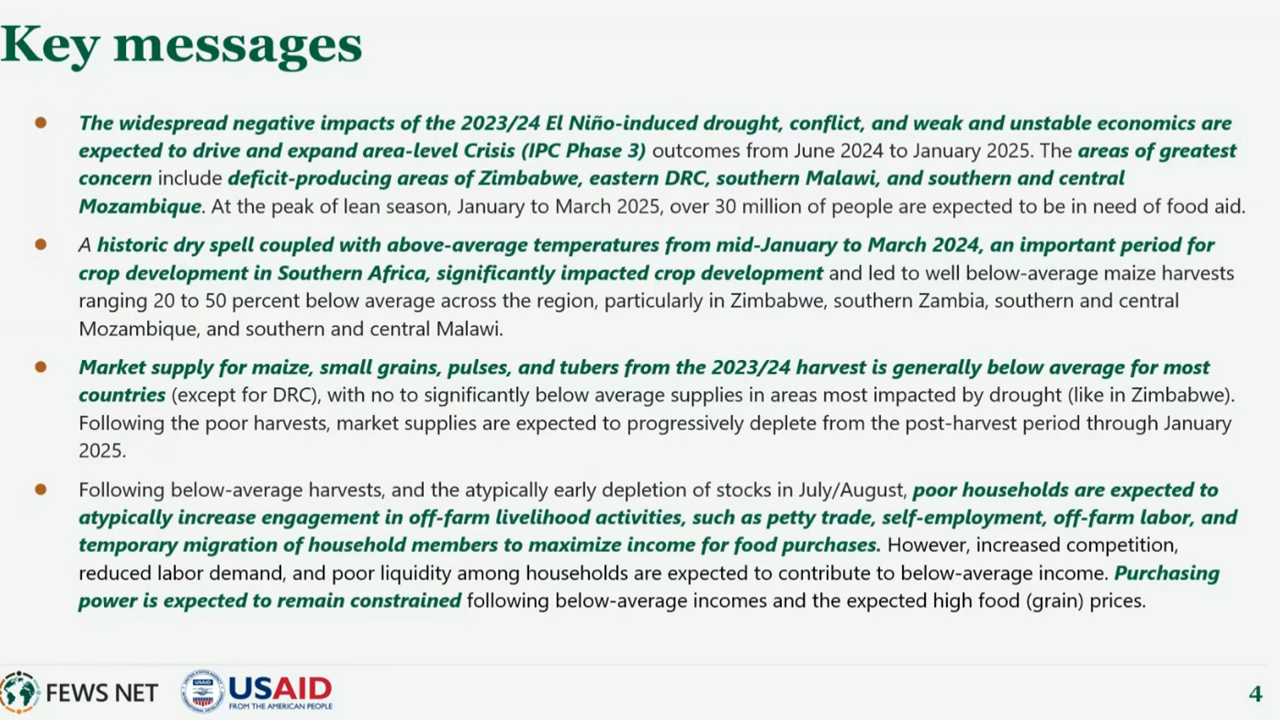 Key messages
● The widespread negative impacts of the 2023/24 El Niño-induced drought, conflict, and weak and unstable economics are
expected to drive and expand area-level Crisis (IPC Phase 3) outcomes from June 2024 to January 2025. The areas of greatest
concern include deficit-producing areas of Zimbabwe, eastern DRC, southern Malawi, and southern and central
Mozambique. At the peak of lean season, January to March 2025, over 30 million of people are expected to be in need of food aid.
● A historic dry spell coupled with above-average temperatures from mid-January to March 2024, an important period for
crop development in Southern Africa, significantly impacted crop development and led to well below-average maize harvests
ranging 20 to 50 percent below average across the region, particularly in Zimbabwe, southern Zambia, southern and central
Mozambique, and southern and central Malawi.
● Market supply for maize, small grains, pulses, and tubers from the 2023/24 harvest is generally below average for most
countries (except for DRC), with no to significantly below average supplies in areas most impacted by drought (like in Zimbabwe).
Following the poor harvests, market supplies are expected to progressively deplete from the post-harvest period through January
2025.
● Following below-average harvests, and the atypically early depletion of stocks in July/August, poor households are expected to
atypically increase engagement in off-farm livelihood activities, such as petty trade, self-employment, off-farm labor, and
temporary migration of household members to maximize income for food purchases. However, increased competition,
reduced labor demand, and poor liquidity among households are expected to contribute to below-average income. Purchasing
power is expected to remain constrained following below-average incomes and the expected high food (grain) prices.
FEWS NET
USAID
USAID
FROM THE AMERICAN PEOPLE
4